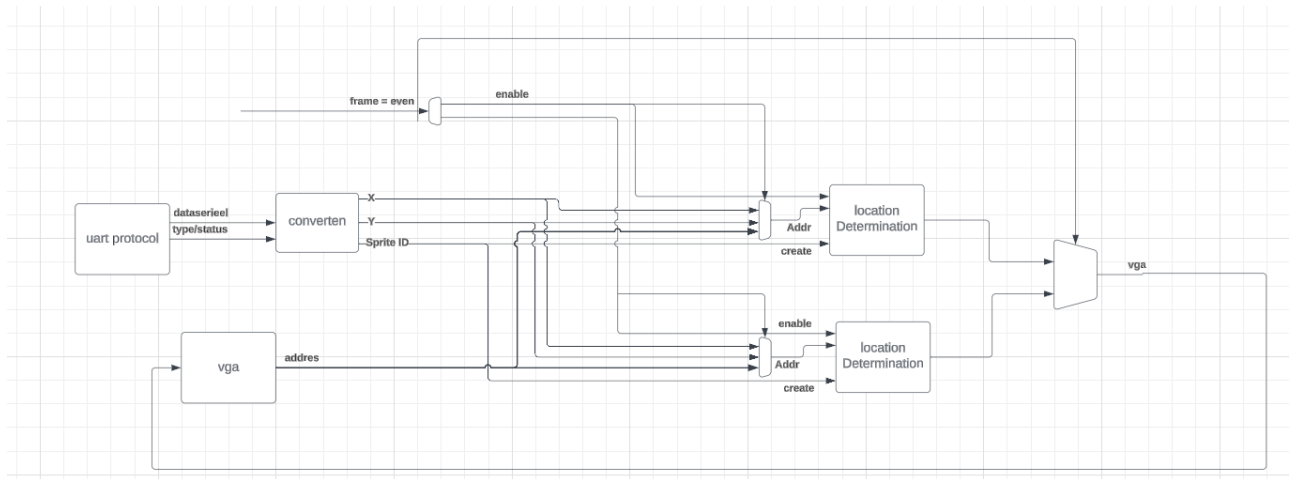 enable
frame = even
dataserieel
type/status
uart protocol
converten
X
Y
Sprite ID
Addr
create
location
Determination
vga
vga
addres
enable
Addr
create
location
Determination